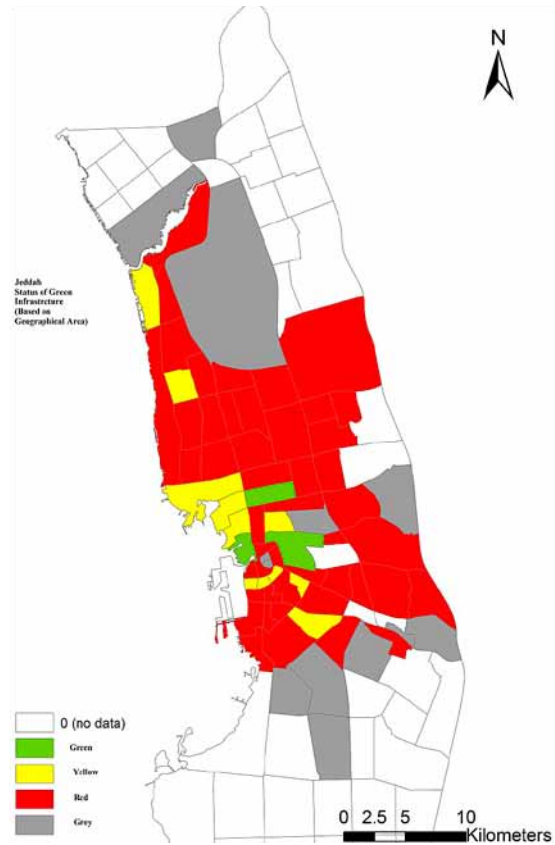 N
Jeddah
Status of Green
Infrastrcture
(Based on
Geographical Area)
0 (no data)
Green
Yellow
Red
Grey
0 2.5 5 10
Kilometers